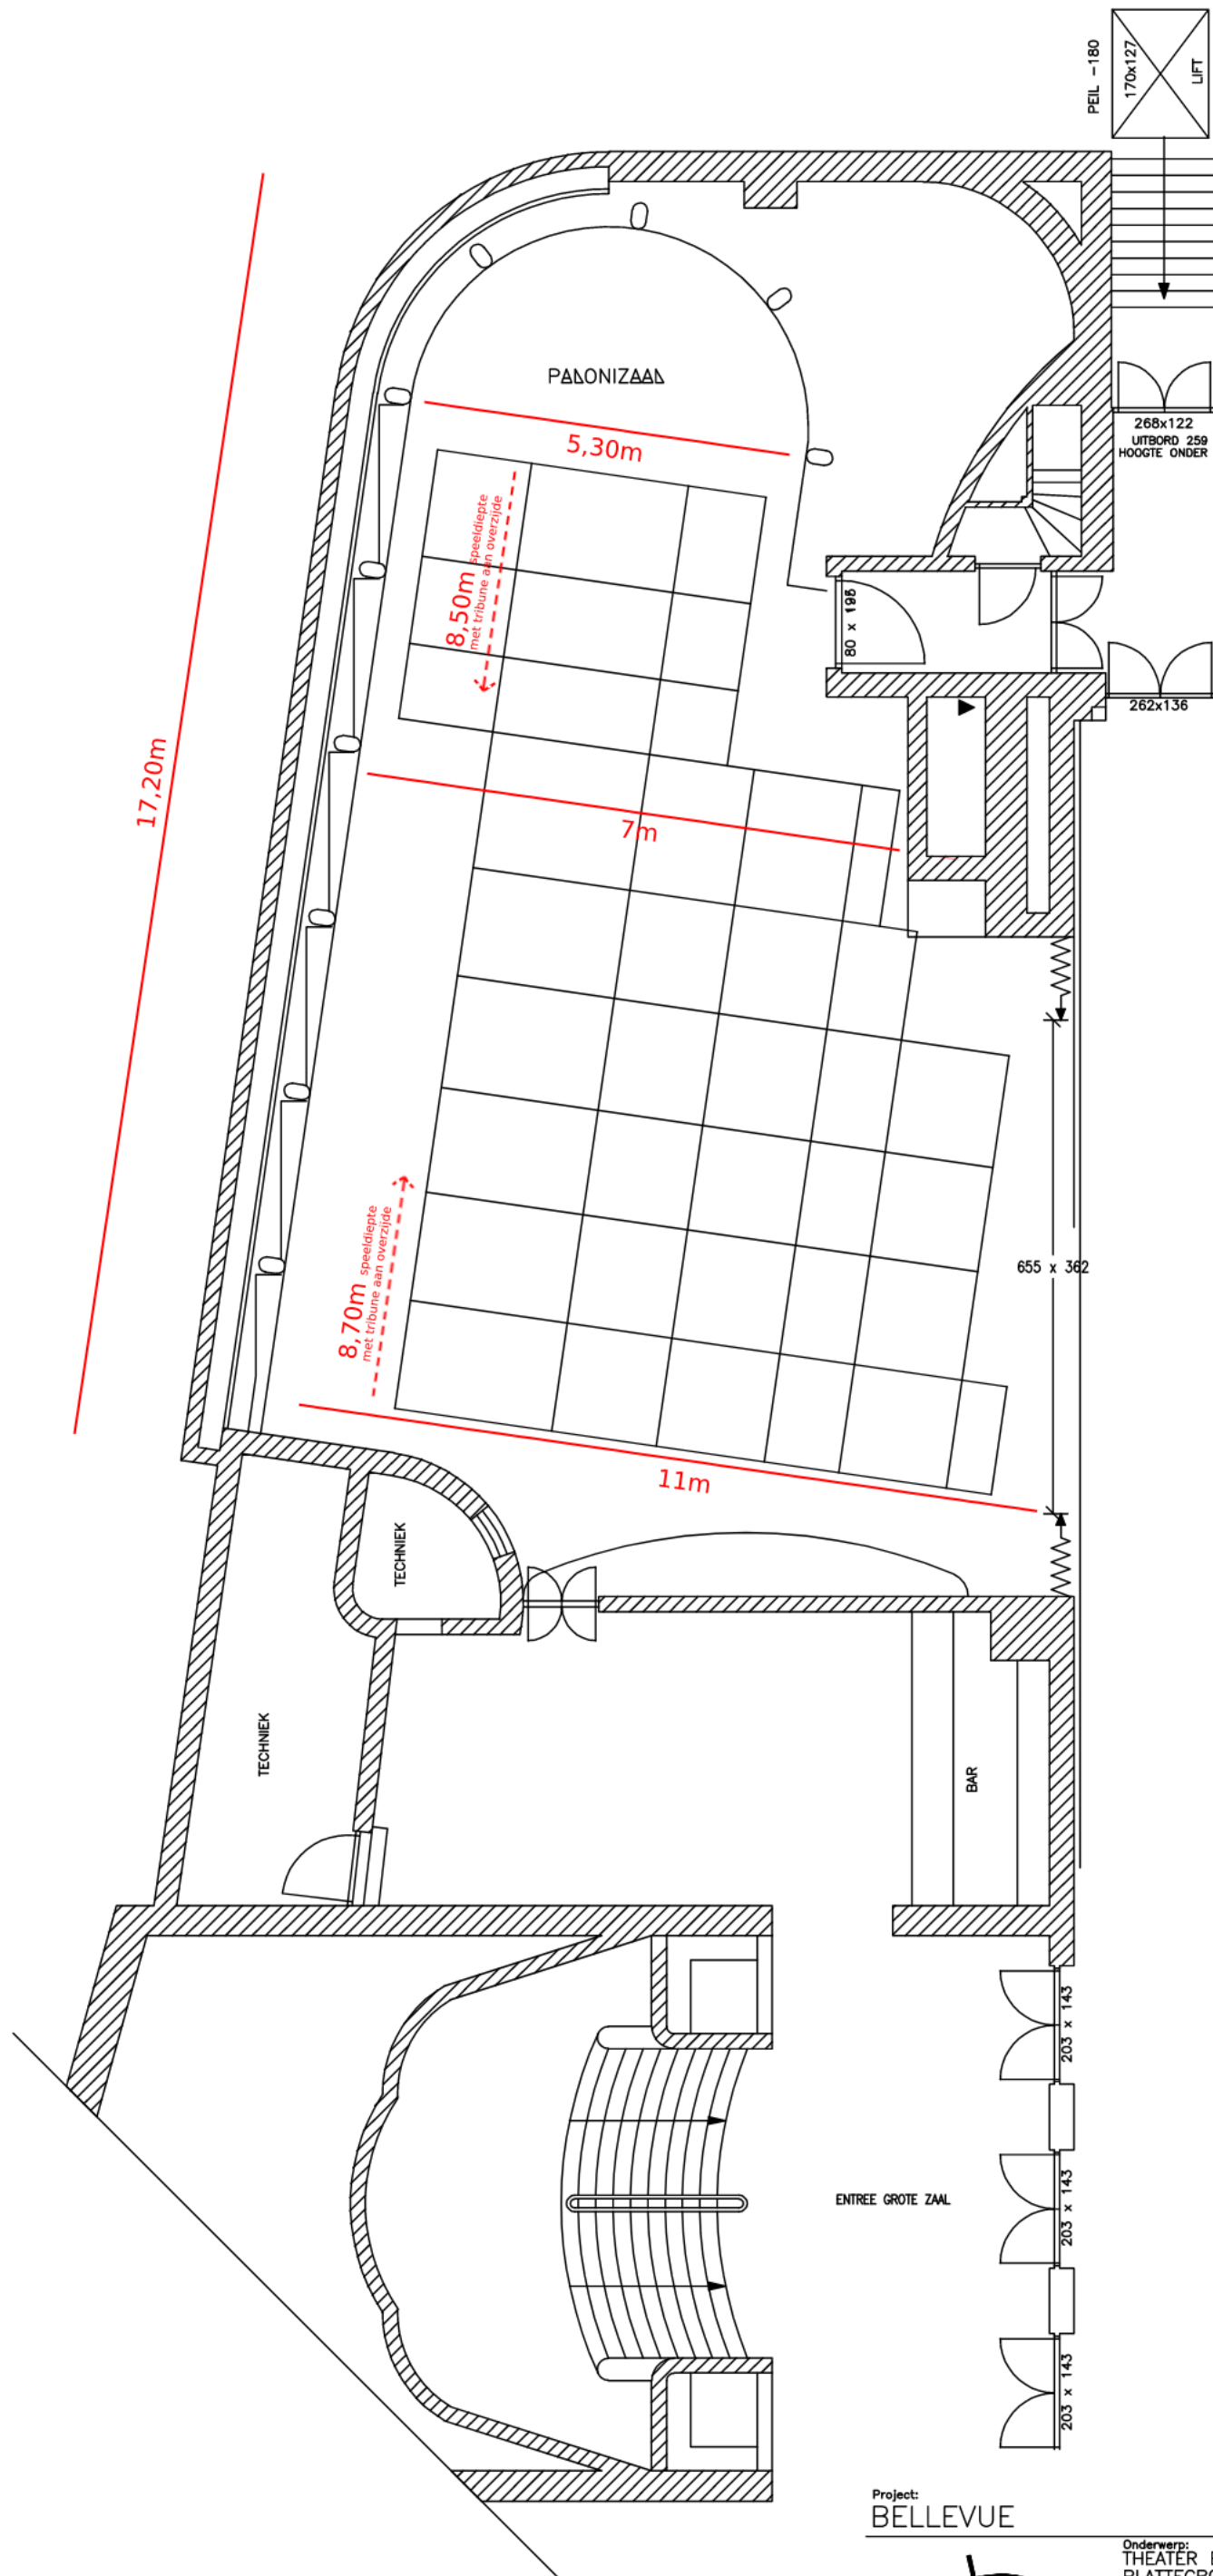 PEIL -180
170x127
LIFT
PALONIZAAL
268x122
UITBORD 259
HOOGTE ONDER
5,30m
8,50m speeldiepte
met tribune aan overzijde
80 x 195
262x136
17,20m
7m
655 x 362
8,70m speeldiepte
met tribune aan overzijde
11m
TECHNIEK
TECHNIEK
BAR
203 x 143
ENTREE GROTE ZAAL
203 x 143
203 x 143
Project:
BELLEVUE
Onderwerp:
THEATER